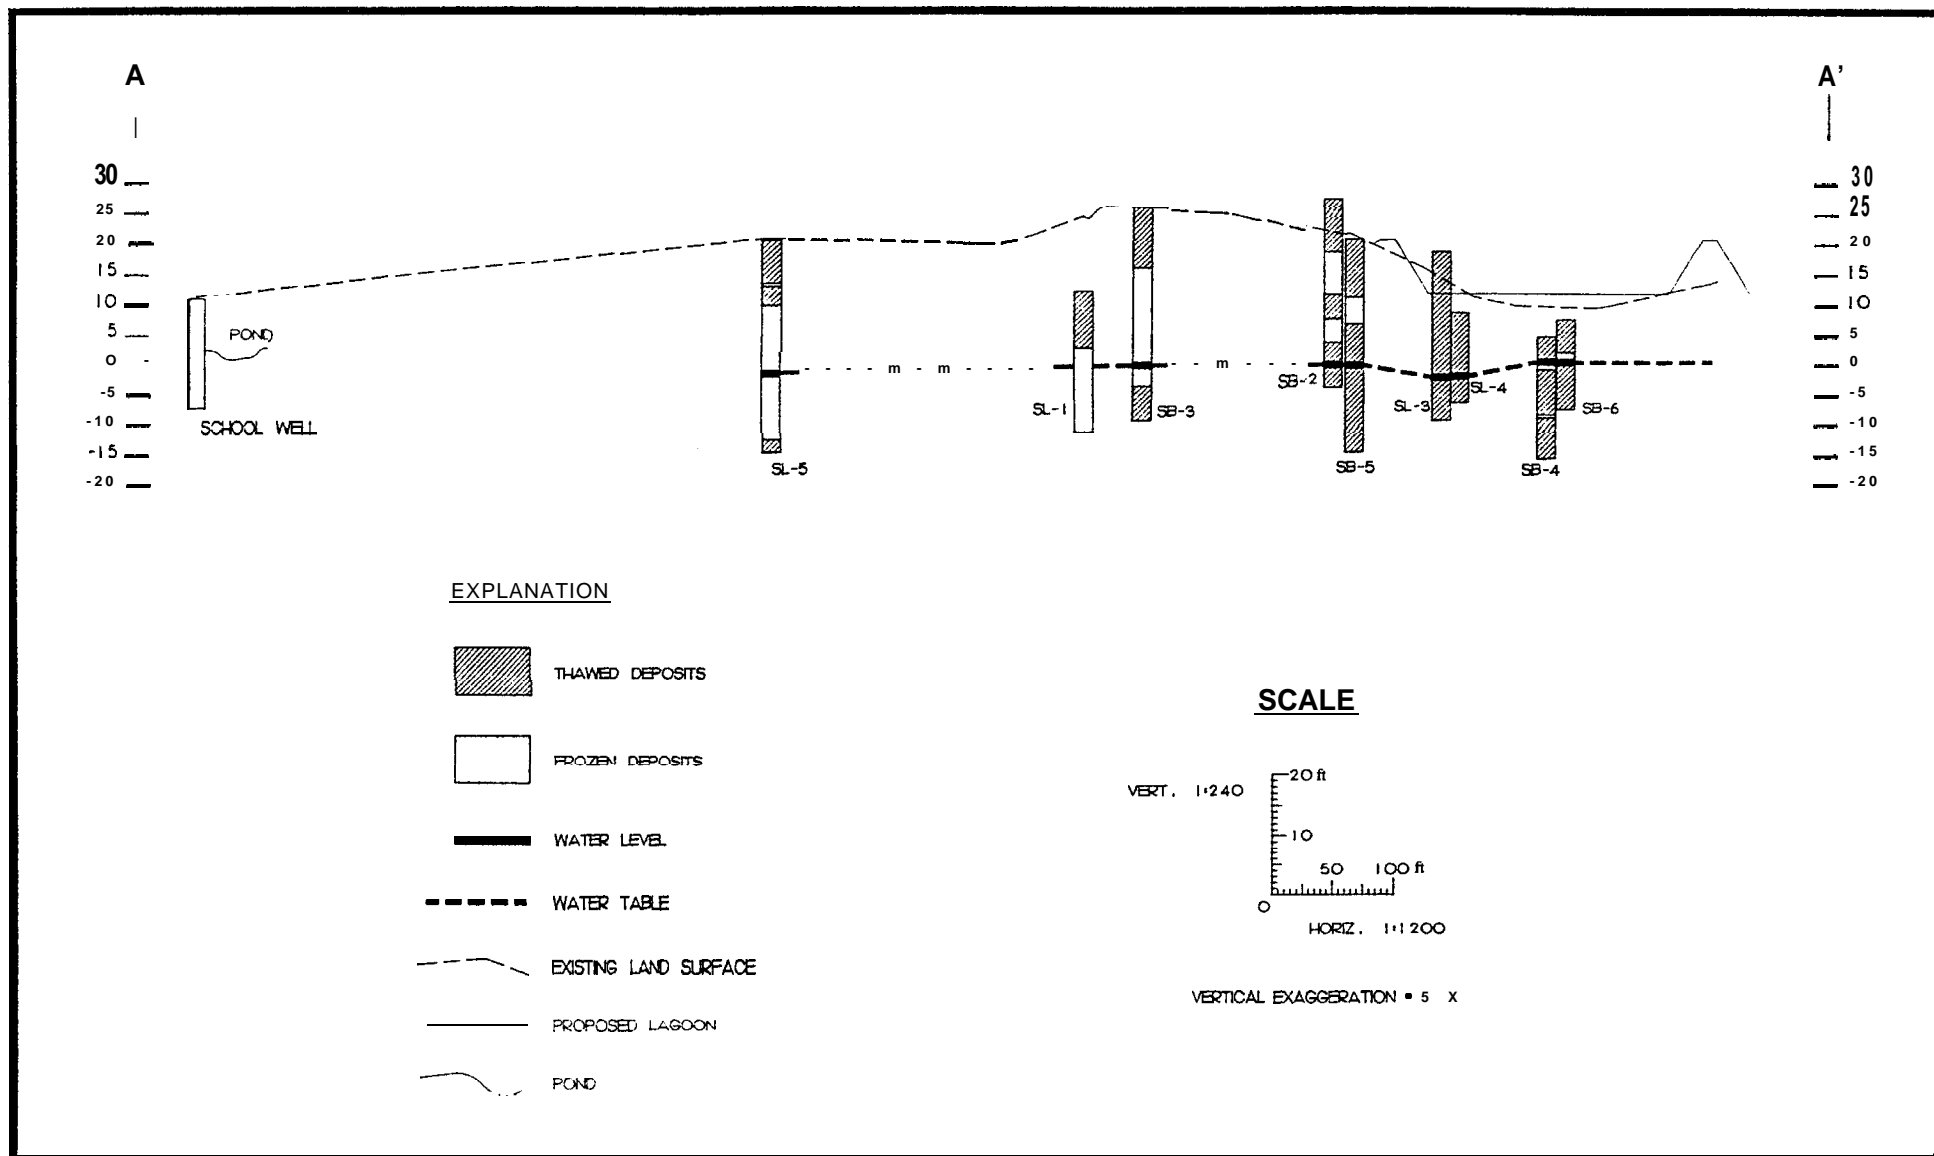 A A'
30 30
25 25
20 20
15 15
10 10
5 POND 5
0 m m m 0
-5 SL-1 SB-3 SB-2 SL-3 SL-4 SB-6 -5
-10 SCHOOL WELL -10
-15 SL-5 SB-5 SB-4 -15
-20 -20
EXPLANATION
THAWED DEPOSITS
FROZEN DEPOSITS
WATER LEVEL
WATER TABLE
EXISTING LAND SURFACE
PROPOSED LAGOON
POND
SCALE
VERT. 1:240
20 ft
10
50 100 ft
0
HORIZ. 1:1200
VERTICAL EXAGGERATION = 5 X